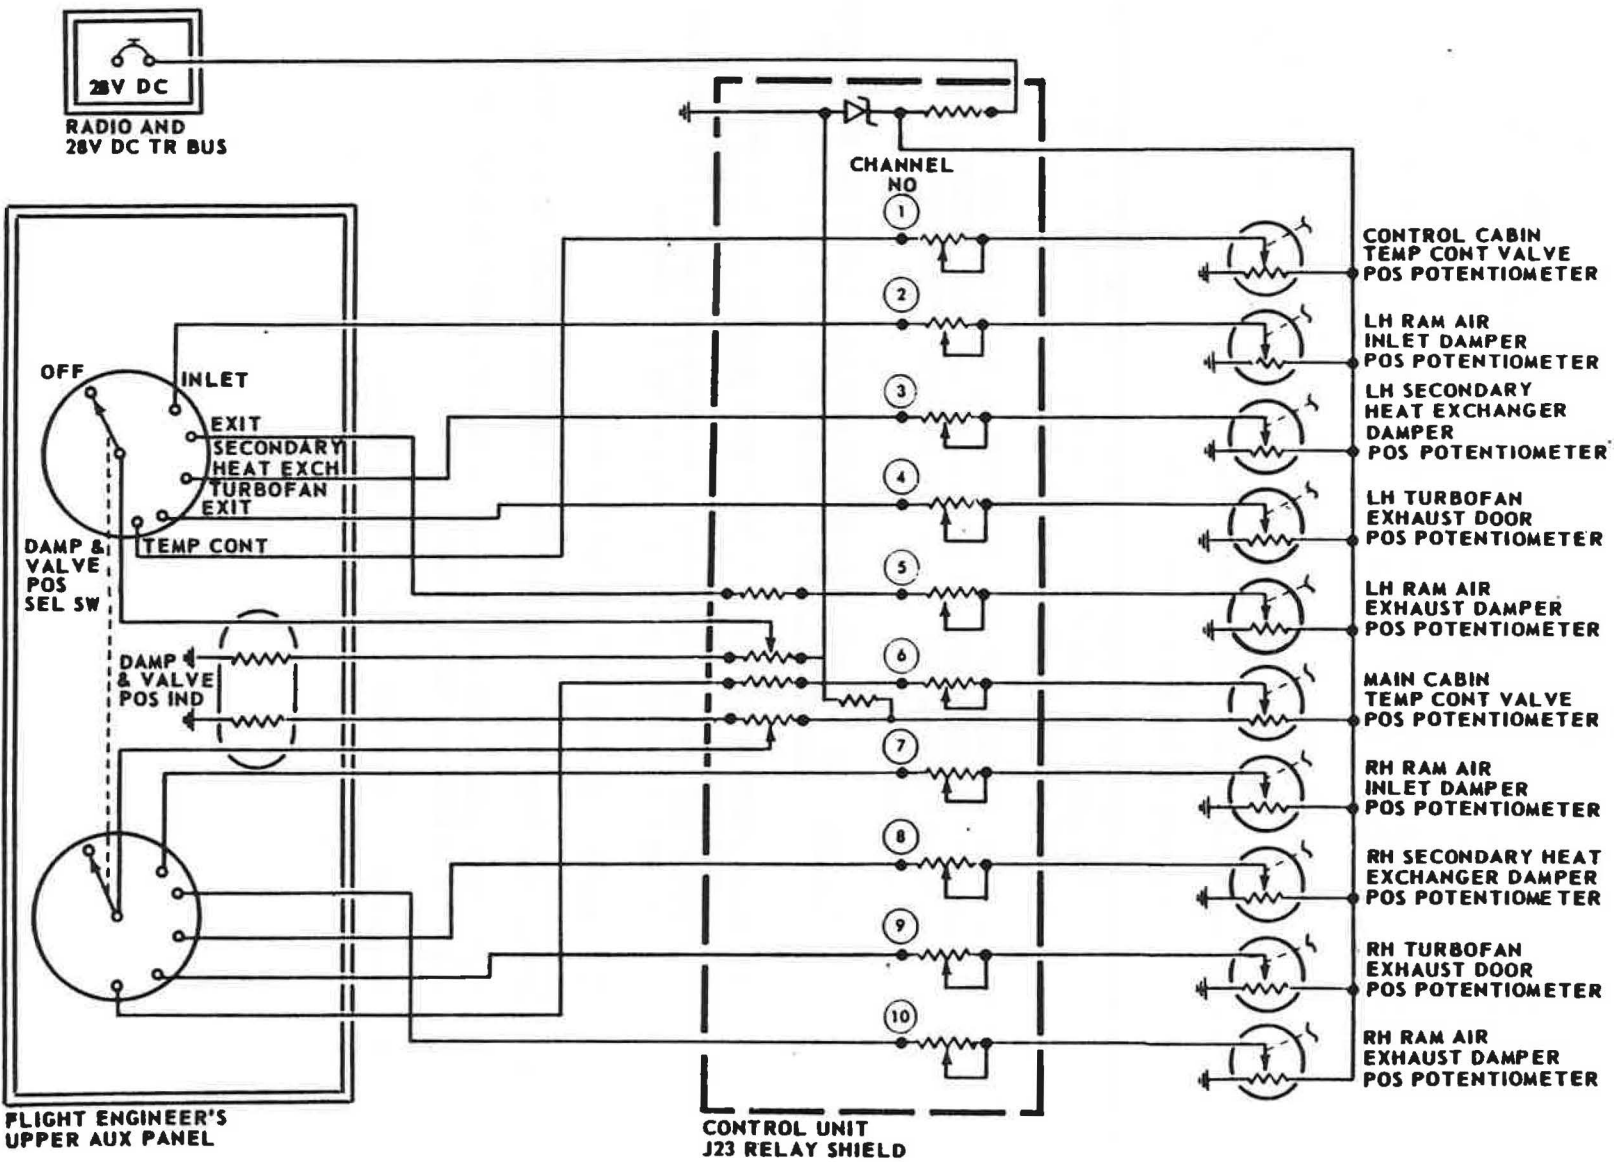 28V DC
RADIO AND
28V DC TR BUS
CHANNEL
NO
1
2
3
4
5
6
7
8
9
10
OFF
INLET
EXIT
SECONDARY
HEAT EXCH
TURBOFAN
EXIT
TEMP CONT
DAMP &
VALVE
POS
SEL SW
DAMP
& VALVE
POS IND
FLIGHT ENGINEER'S
UPPER AUX PANEL
CONTROL UNIT
J23 RELAY SHIELD
CONTROL CABIN
TEMP CONT VALVE
POS POTENTIOMETER
LH RAM AIR
INLET DAMPER
POS POTENTIOMETER
LH SECONDARY
HEAT EXCHANGER
DAMPER
POS POTENTIOMETER
LH TURBOFAN
EXHAUST DOOR
POS POTENTIOMETER
LH RAM AIR
EXHAUST DAMPER
POS POTENTIOMETER
MAIN CABIN
TEMP CONT VALVE
POS POTENTIOMETER
RH RAM AIR
INLET DAMPER
POS POTENTIOMETER
RH SECONDARY HEAT
EXCHANGER DAMPER
POS POTENTIOMETER
RH TURBOFAN
EXHAUST DOOR
POS POTENTIOMETER
RH RAM AIR
EXHAUST DAMPER
POS POTENTIOMETER